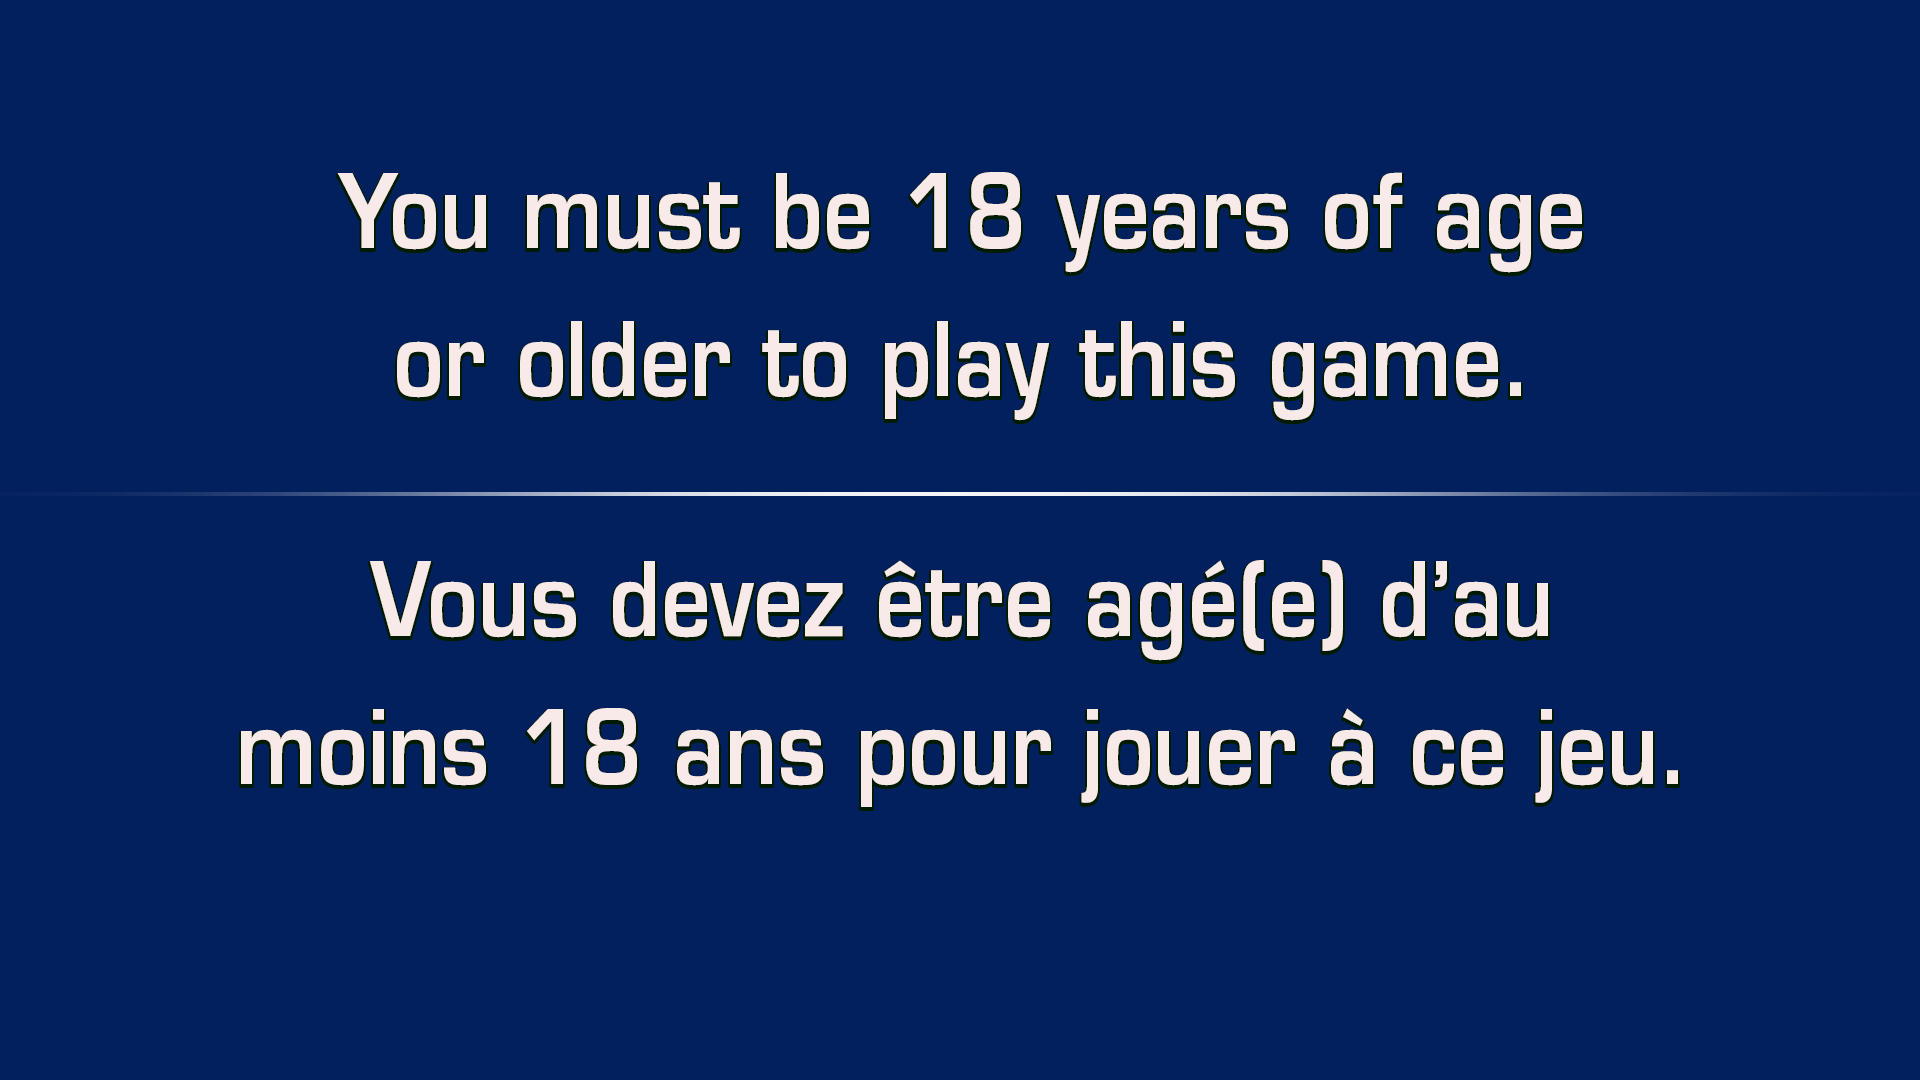 You must be 18 years of age
or older to play this game.
Vous devez être agé(e) d’au
moins 18 ans pour jouer à ce jeu.